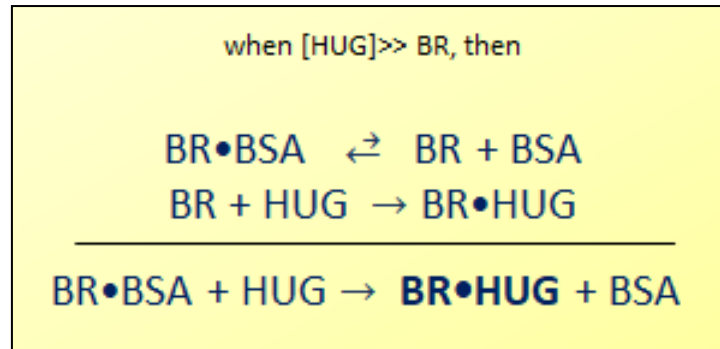 when [HUG]>> BR, then
BR•BSA ⇄ BR + BSA
BR + HUG → BR•HUG
BR•BSA + HUG → BR•HUG + BSA